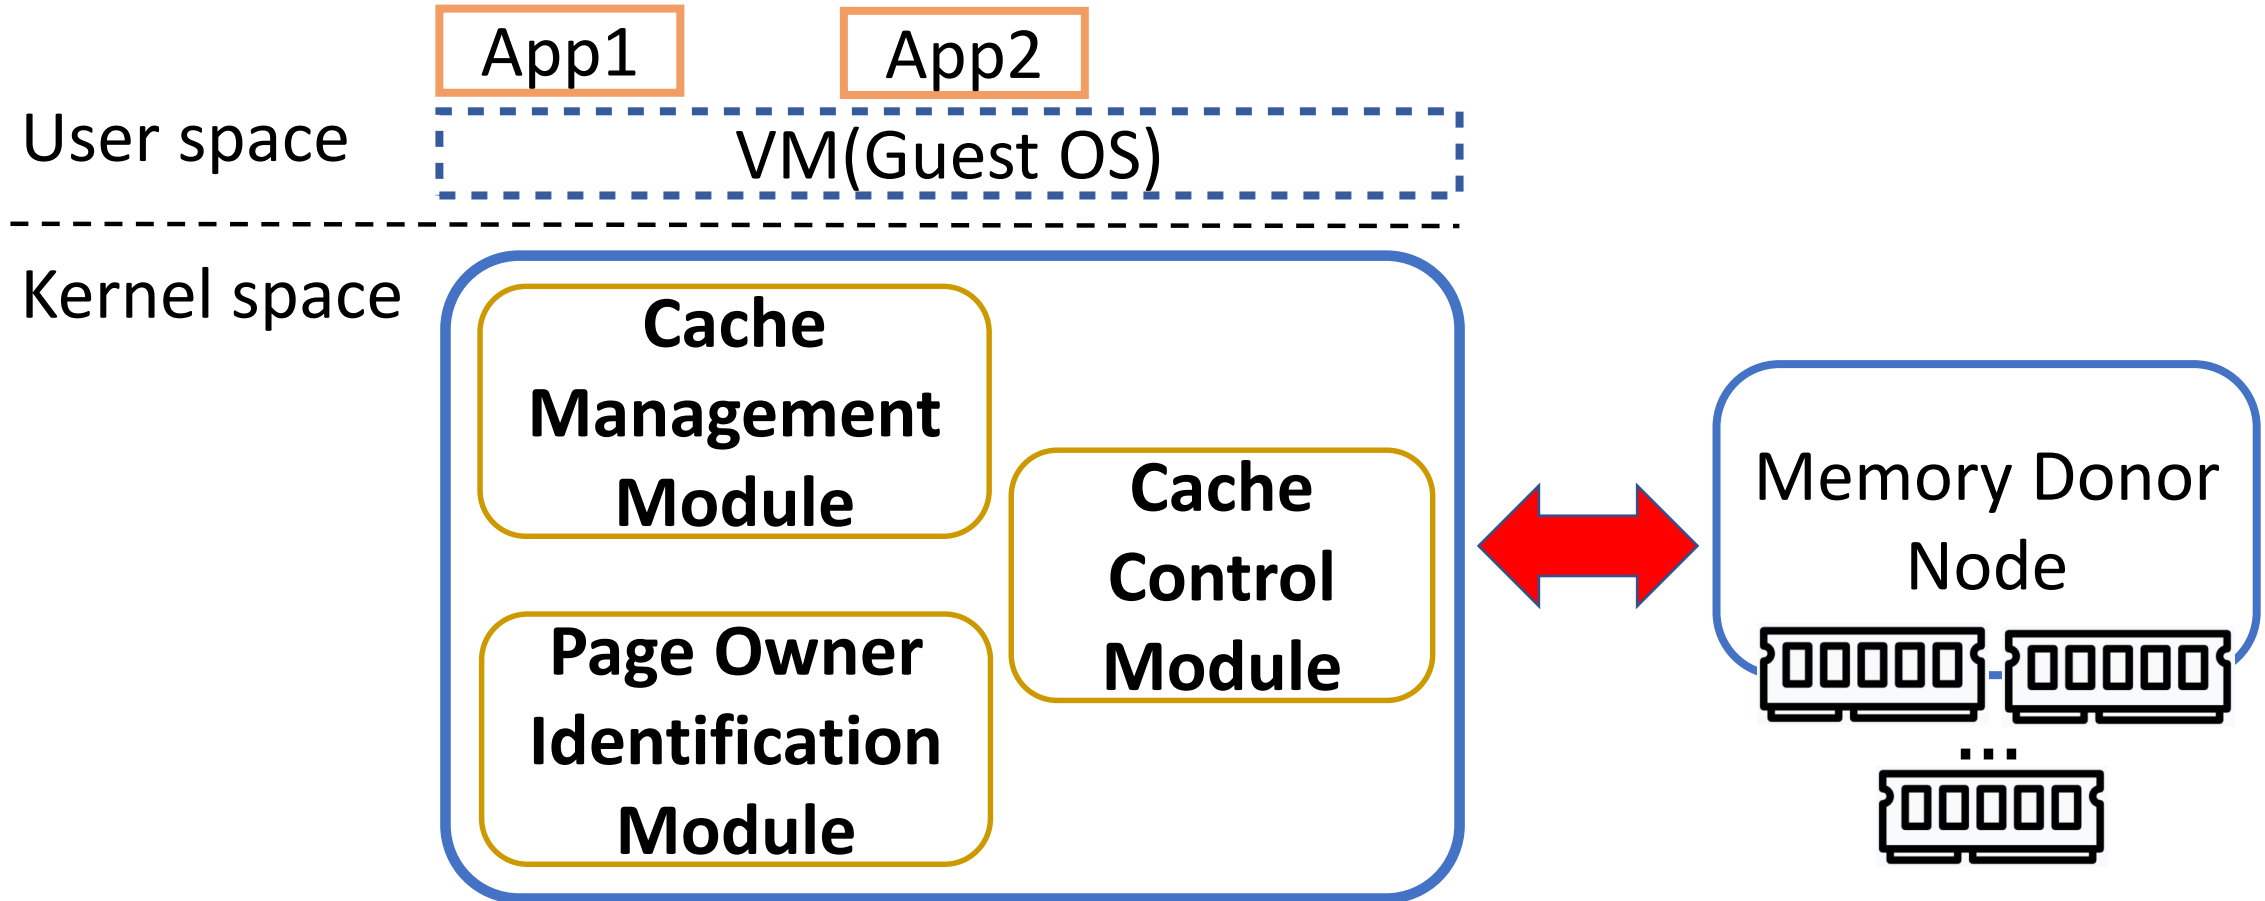 App1
App2
User space
VM(Guest OS)
Kernel space
Cache
Management
Module
Cache
Control
Module
Page Owner
Identification
Module
Memory Donor
Node
...